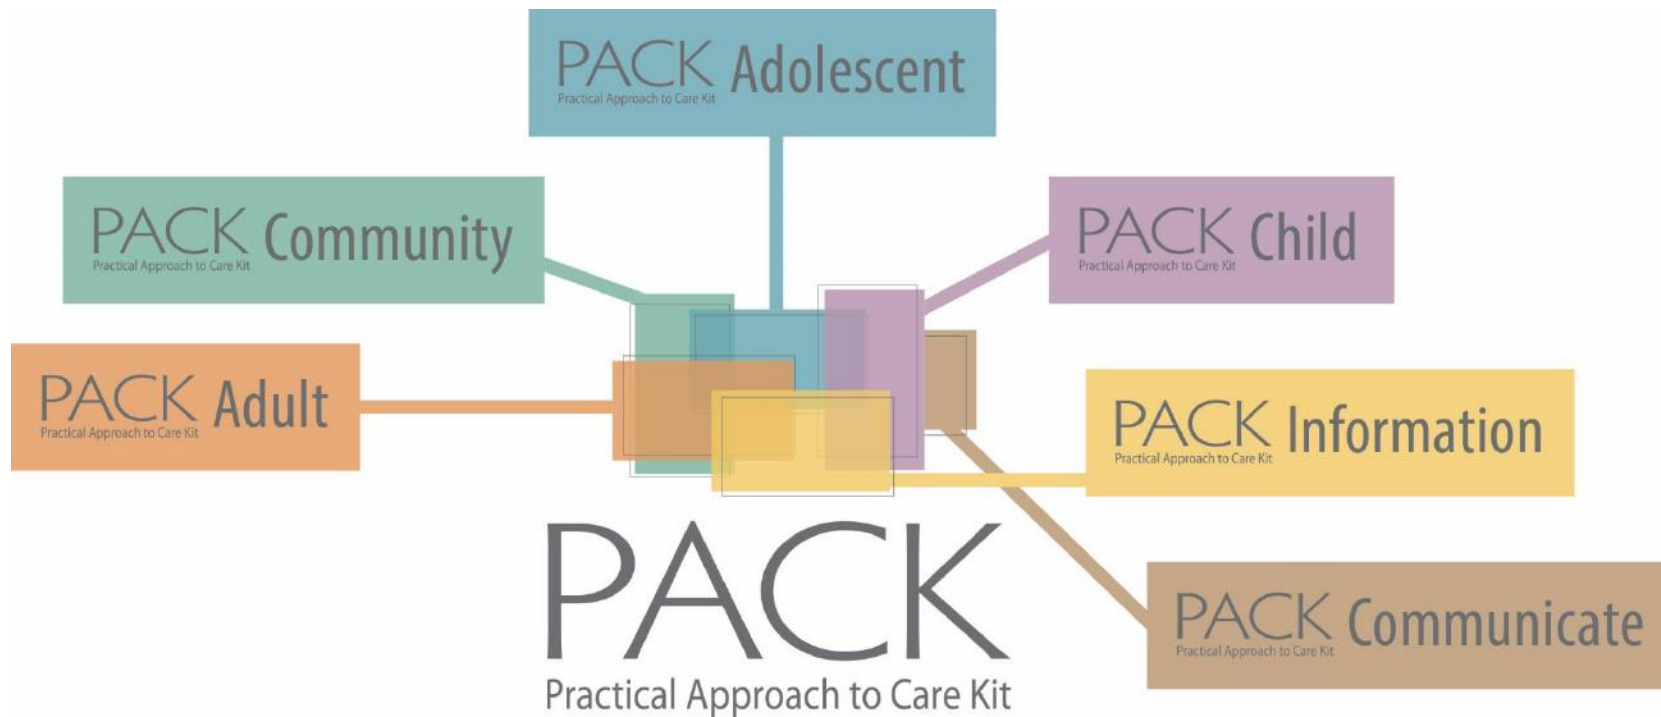 PACK Adolescent
Practical Approach to Care Kit
PACK Community
Practical Approach to Care Kit
PACK Child
Practical Approach to Care Kit
PACK Adult
Practical Approach to Care Kit
PACK Information
Practical Approach to Care Kit
PACK Communicate
Practical Approach to Care Kit
PACK
Practical Approach to Care Kit